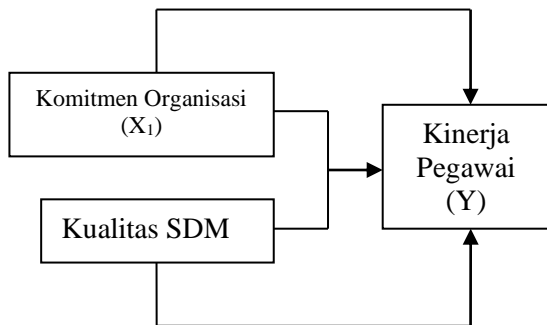 Komitmen Organisasi
(X₁)
Kualitas SDM
Kinerja
Pegawai
(Y)